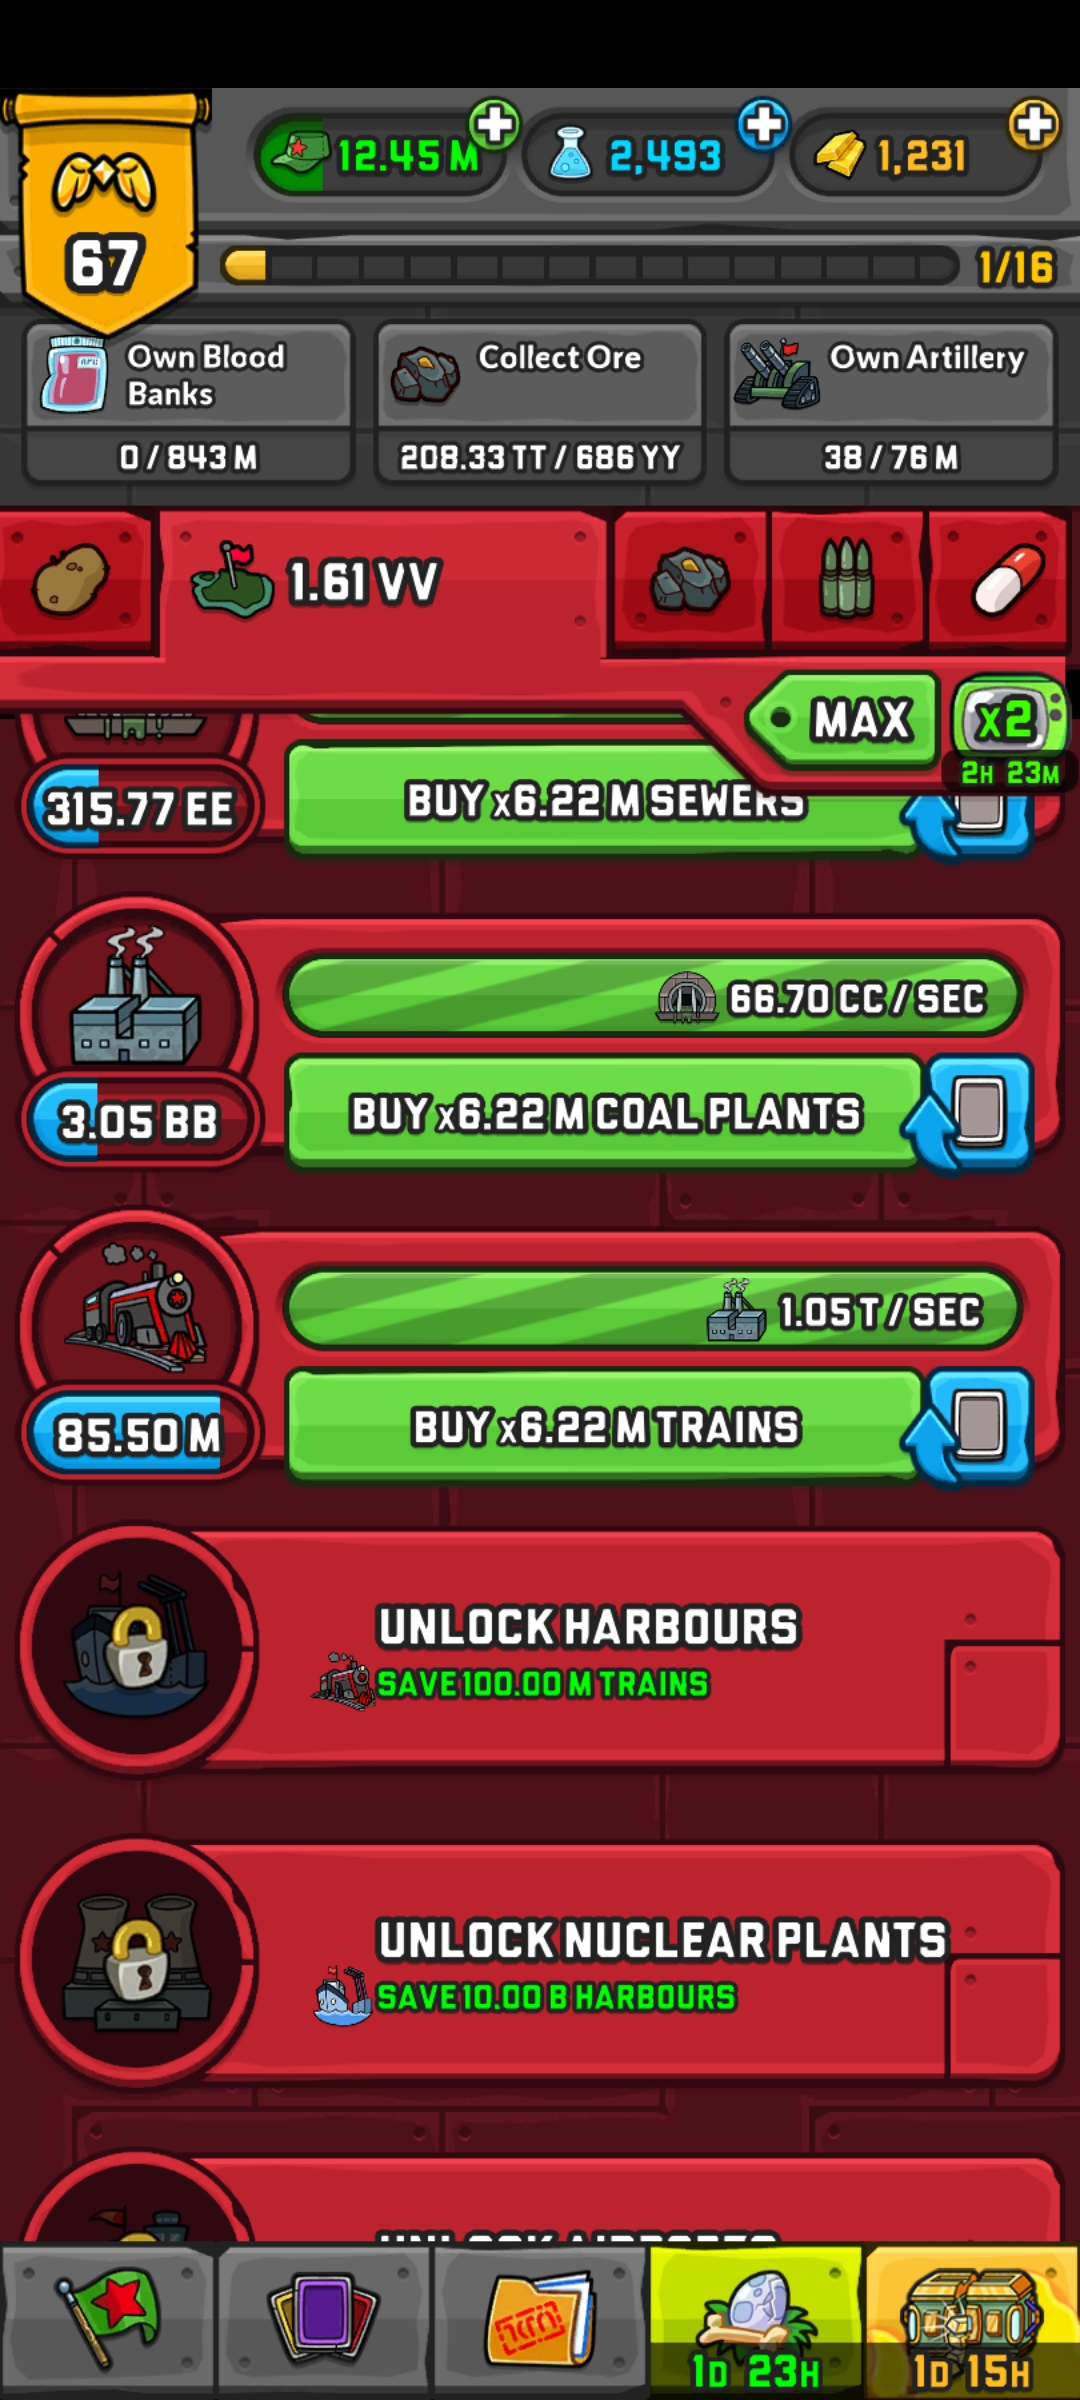 12.45 M
2,493
1,231
67
1/16
Own Blood
Banks
0 / 843 M
Collect Ore
208.33 TT / 686 YY
Own Artillery
38 / 76 M
1.61 VV
MAX
x2
2H 23M
315.77 EE
BUY x6.22 M SEWERS
66.70 CC / SEC
3.05 BB
BUY x6.22 M COAL PLANTS
1.05 T / SEC
85.50 M
BUY x6.22 M TRAINS
UNLOCK HARBOURS
SAVE 100.00 M TRAINS
UNLOCK NUCLEAR PLANTS
SAVE 10.00 B HARBOURS
1D 23H
1D 15H